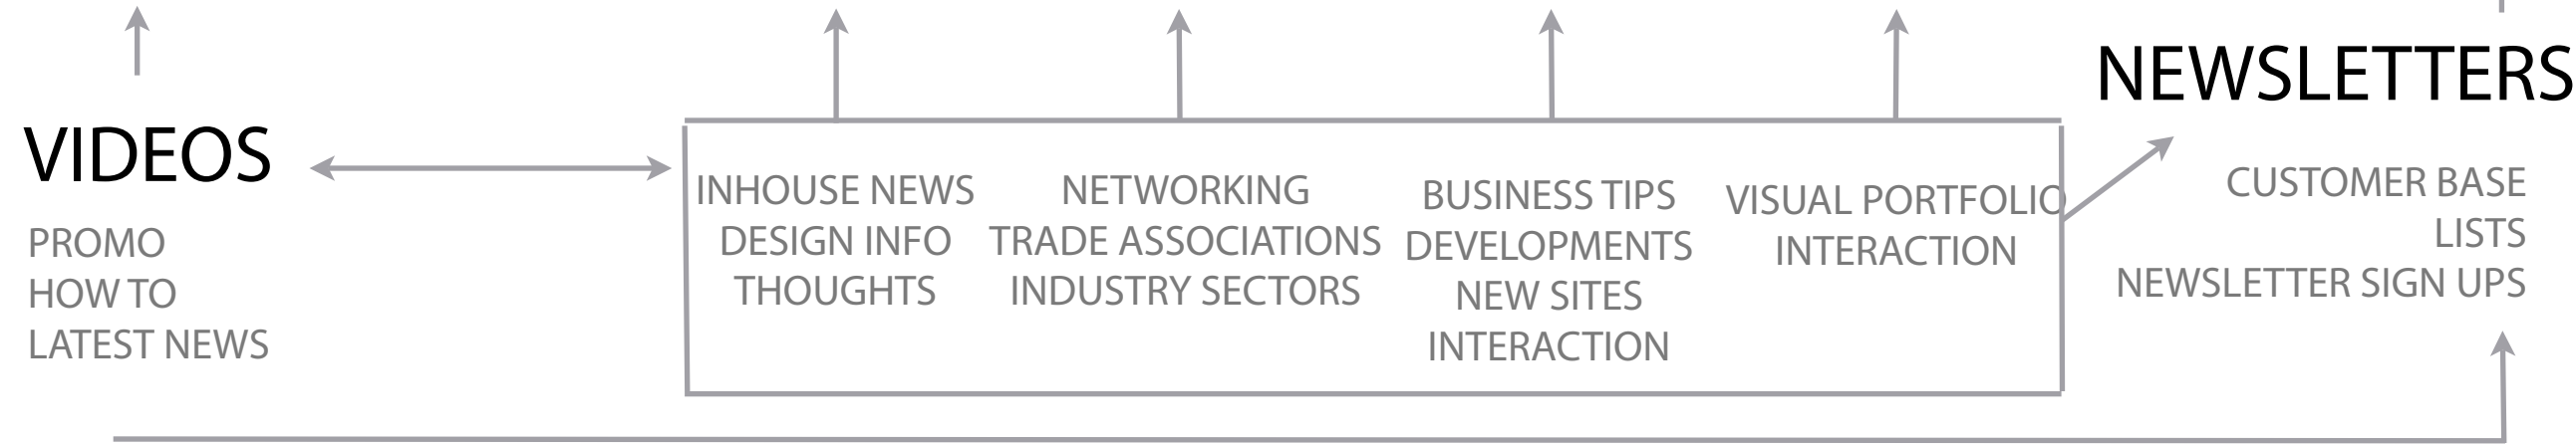 VIDEOS
PROMO
HOW TO
LATEST NEWS
INHOUSE NEWS
DESIGN INFO
THOUGHTS
NETWORKING
TRADE ASSOCIATIONS
INDUSTRY SECTORS
BUSINESS TIPS
DEVELOPMENTS
NEW SITES
INTERACTION
VISUAL PORTFOLIO
INTERACTION
NEWSLETTERS
CUSTOMER BASE
LISTS
NEWSLETTER SIGN UPS